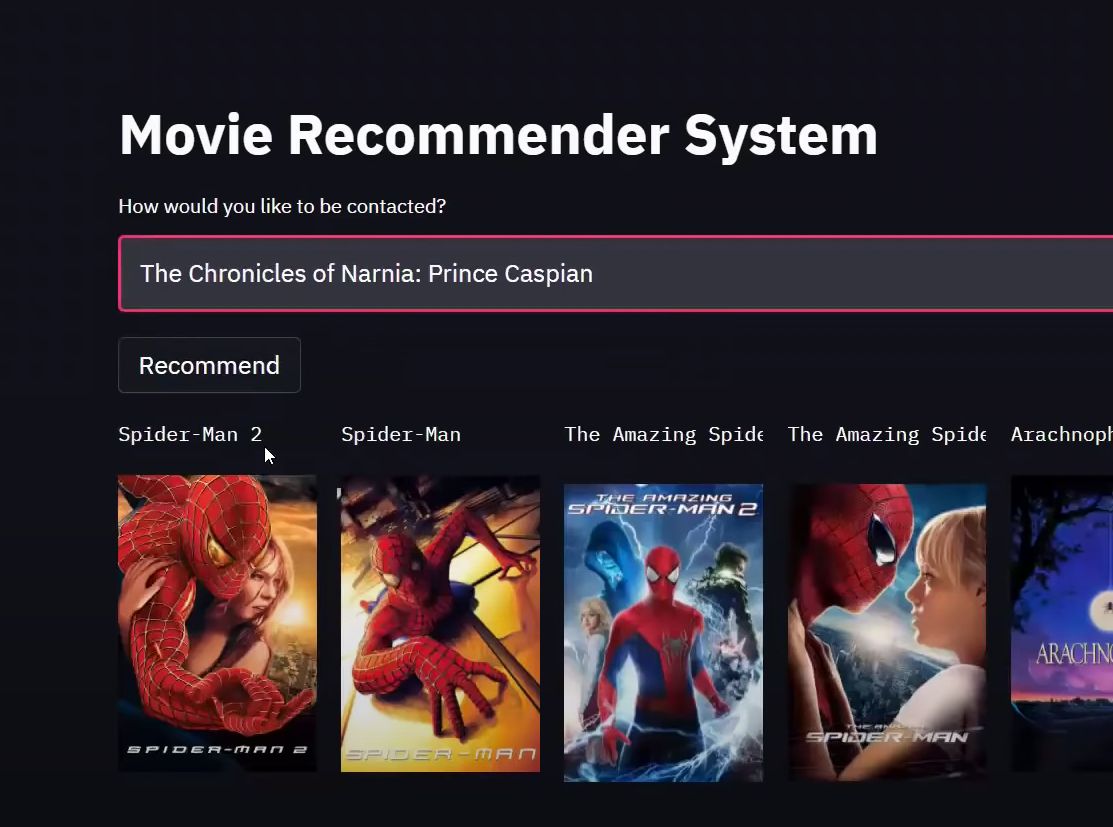 Movie Recommender System
How would you like to be contacted?
The Chronicles of Narnia: Prince Caspian
Recommend
Spider-Man 2
Spider-Man
The Amazing Spide
The Amazing Spide
Arachnoph
SPIDER-MAN 2
SPIDER-MAN
THE AMAZING
SPIDER-MAN 2
THE AMAZING
SPIDER-MAN
ARACHNO